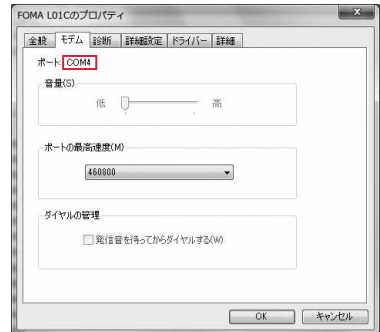 FOMA L01Cのプロパティ
全般 モデム 診断 詳細設定 ドライバー 詳細
ポート: COM4
音量(S)
低 高
ポートの最高速度(M)
460800
ダイヤルの管理
発信音を待ってからダイヤルする(W)
OK キャンセル